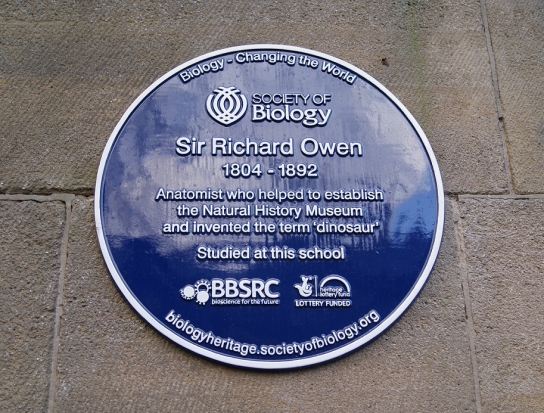 Biology - Changing the World
SOCIETY OF
Biology
Sir Richard Owen
1804 - 1892
Anatomist who helped to establish
the Natural History Museum
and invented the term 'dinosaur'
Studied at this school
BBSRC
bioscience for the future
heritage
lottery fund
LOTTERY FUNDED
biologyheritage.societyofbiology.org